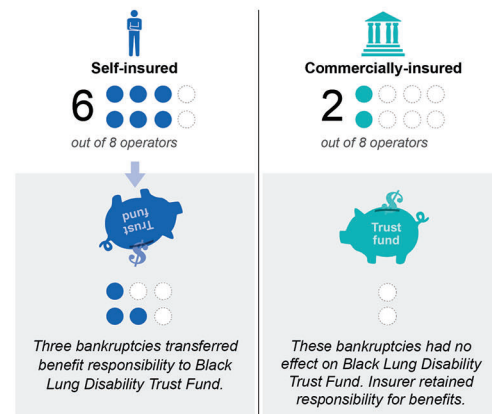 Self-insured
6
out of 8 operators
Trust
fund
$
Three bankruptcies transferred
benefit responsibility to Black
Lung Disability Trust Fund.
Commercially-insured
2
out of 8 operators
$
Trust
fund
These bankruptcies had no
effect on Black Lung Disability
Trust Fund. Insurer retained
responsibility for benefits.